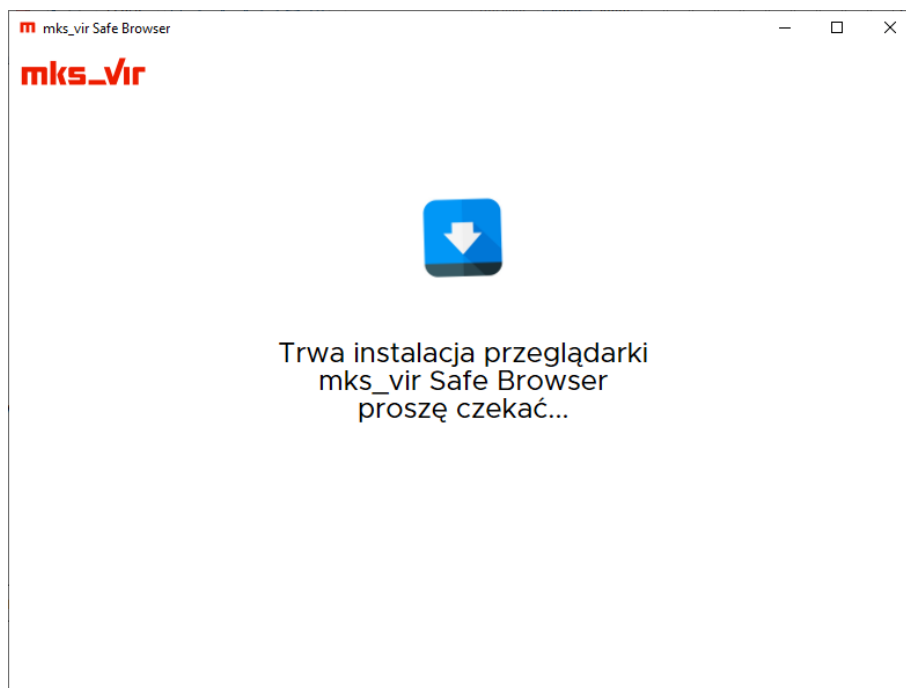 mks_vir Safe Browser
mks_vir
Trwa instalacja przeglądarki
mks_vir Safe Browser
proszę czekać...